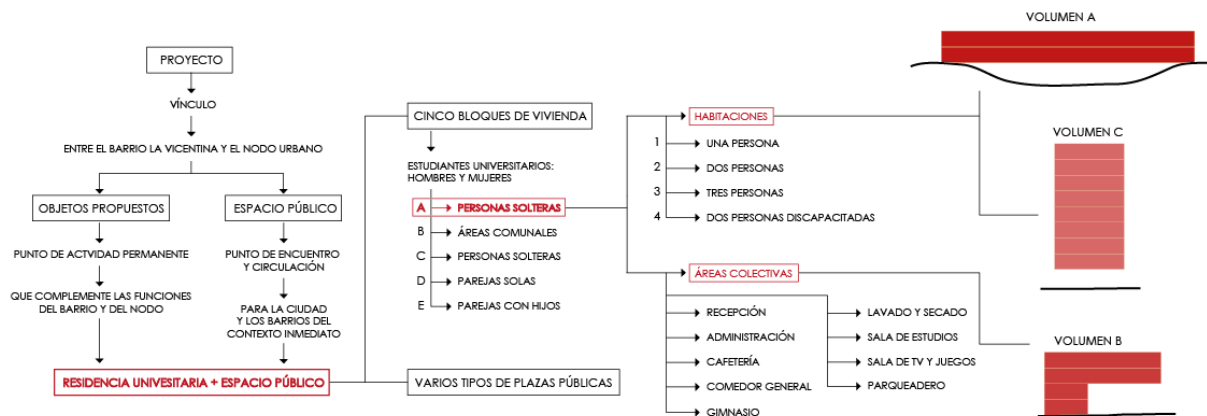 PROYECTO
VÍNCULO
ENTRE EL BARRIO LA VICENTINA Y EL NODO URBANO
OBJETOS PROPUESTOS
ESPACIO PÚBLICO
PUNTO DE ACTVIDAD PERMANENTE
PUNTO DE ENCUENTRO
Y CIRCULACIÓN
QUE COMPLEMENTE LAS FUNCIONES
DEL BARRIO Y DEL NODO
PARA LA CIUDAD
Y LOS BARRIOS DEL
CONTEXTO INMEDIATO
RESIDENCIA UNIVESITARIA + ESPACIO PÚBLICO
CINCO BLOQUES DE VIVIENDA
ESTUDIANTES UNIVERSITARIOS:
HOMBRES Y MUJERES
A PERSONAS SOLTERAS
B ÁREAS COMUNALES
C PERSONAS SOLTERAS
D PAREJAS SOLAS
E PAREJAS CON HIJOS
VARIOS TIPOS DE PLAZAS PÚBLICAS
HABITACIONES
1 UNA PERSONA
2 DOS PERSONAS
3 TRES PERSONAS
4 DOS PERSONAS DISCAPACITADAS
ÁREAS COLECTIVAS
RECEPCIÓN
ADMINISTRACIÓN
CAFETERÍA
COMEDOR GENERAL
GIMNASIO
LAVADO Y SECADO
SALA DE ESTUDIOS
SALA DE TV Y JUEGOS
PARQUEADERO
VOLUMEN A
VOLUMEN C
VOLUMEN B